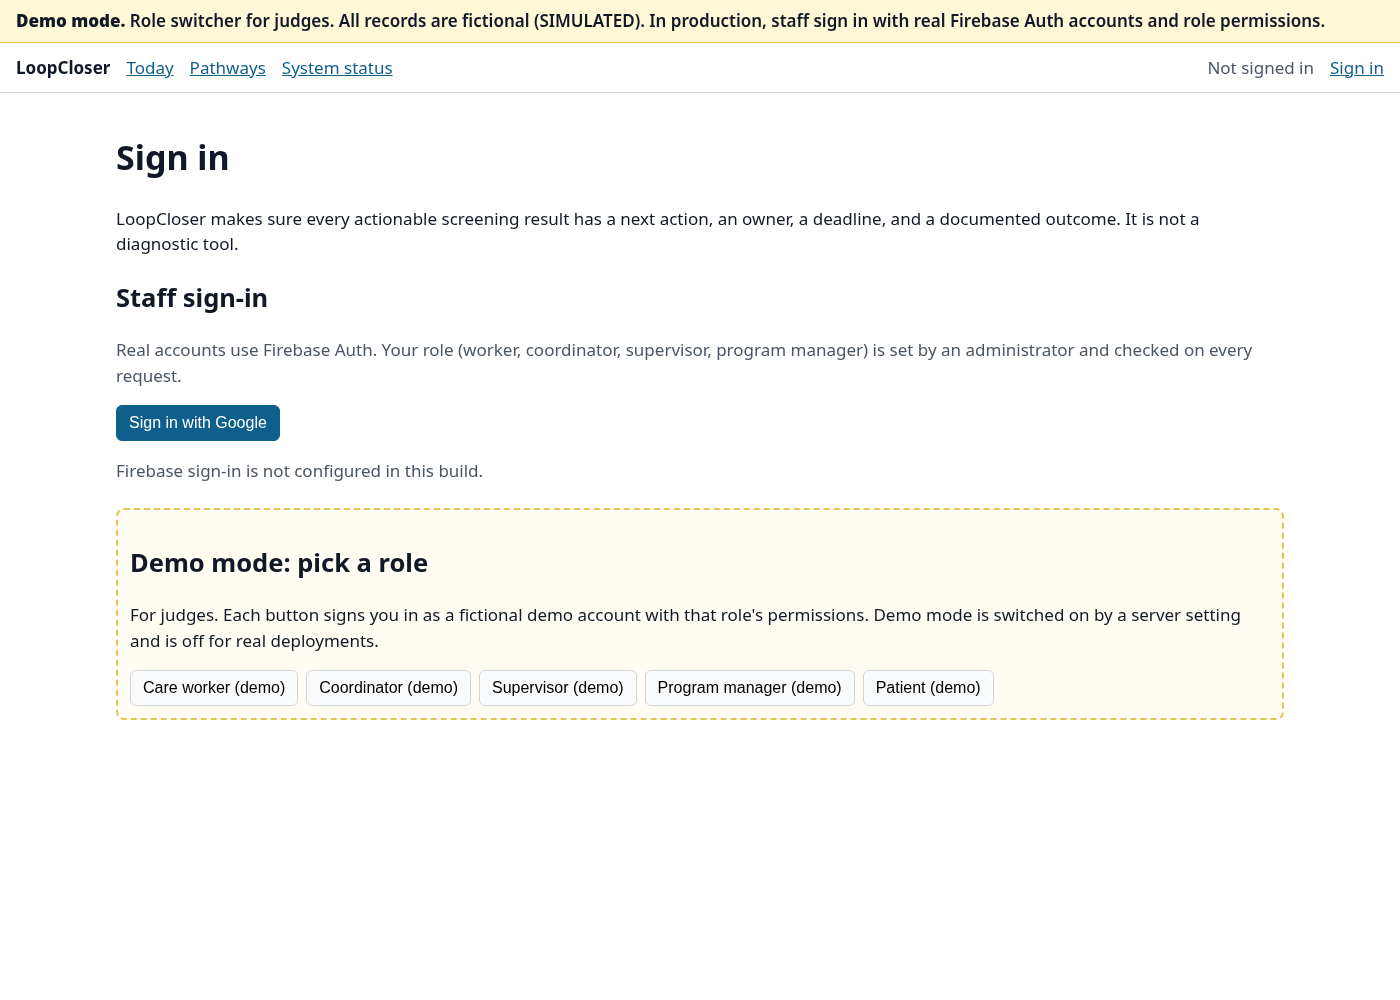 Demo mode. Role switcher for judges. All records are fictional (SIMULATED). In production, staff sign in with real Firebase Auth accounts and role permissions.
LoopCloser Today Pathways System status Not signed in Sign in
Sign in
LoopCloser makes sure every actionable screening result has a next action, an owner, a deadline, and a documented outcome. It is not a
diagnostic tool.
Staff sign-in
Real accounts use Firebase Auth. Your role (worker, coordinator, supervisor, program manager) is set by an administrator and checked on every
request.
Sign in with Google
Firebase sign-in is not configured in this build.
Demo mode: pick a role
For judges. Each button signs you in as a fictional demo account with that role's permissions. Demo mode is switched on by a server setting
and is off for real deployments.
Care worker (demo) Coordinator (demo) Supervisor (demo) Program manager (demo) Patient (demo)